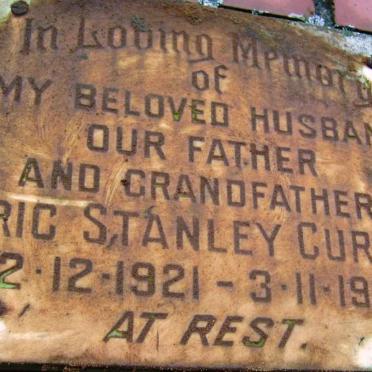 In Loving Memory
of
MY BELOVED HUSBAN
OUR FATHER
AND GRANDFATHER
RIC STANLEY CUR
2·12·1921 - 3·11·19
AT REST.